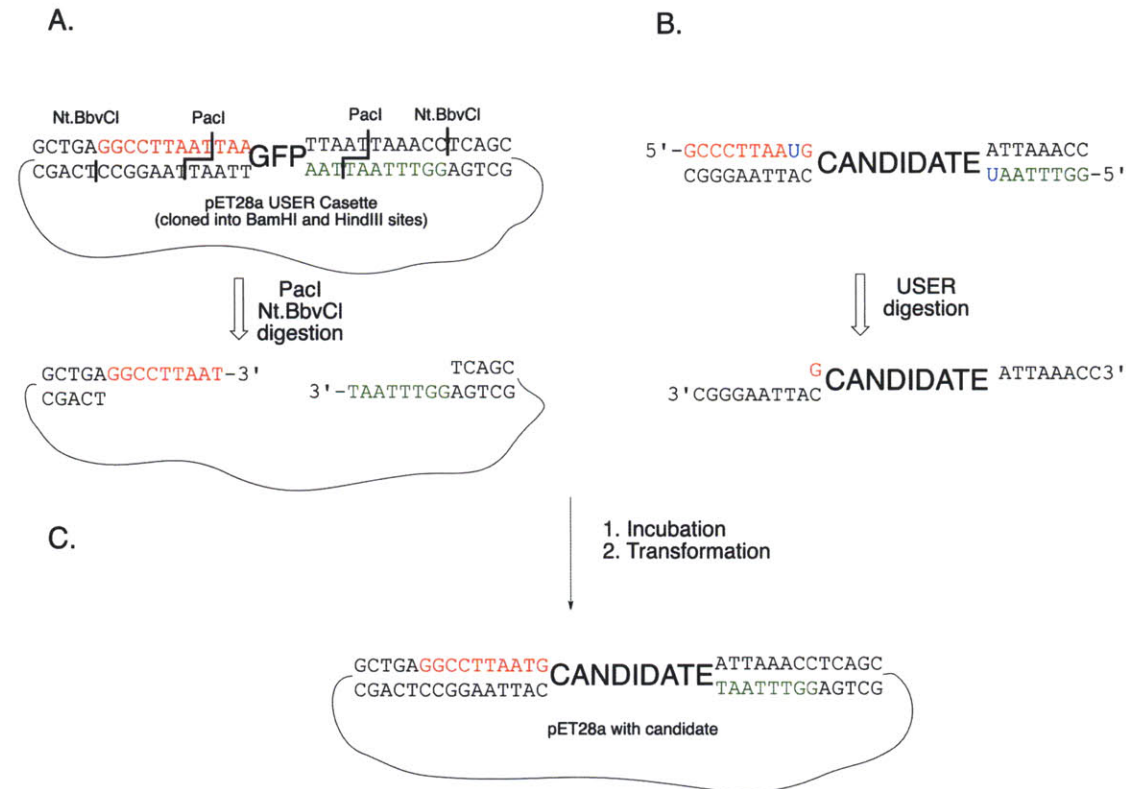 A.
B.
Nt.BbvCI PacI PacI Nt.BbvCI
GCTGAGGCCTTAATTAA GFP TTAATTAAACCTCAGC
CGACTCCGGAATTAATT AATTAATTTGGAGTCG
pET28a USER Casette
(cloned into BamHI and HindIII sites)
5'-GCCCTTAAUG CANDIDATE ATTAAACC
CGGGAATTAC UAATTTGG-5'
PacI
Nt.BbvCI
digestion
USER
digestion
GCTGAGGCCTTAAT-3' TCAGC
CGACT 3'-TAATTTGGAGTCG
G CANDIDATE ATTAAACC3'
3'CGGGAATTAC
C.
1. Incubation
2. Transformation
GCTGAGGCCTTAATG CANDIDATE ATTAAACCTCAGC
CGACTCCGGAATTAC TAATTTGGAGTCG
pET28a with candidate